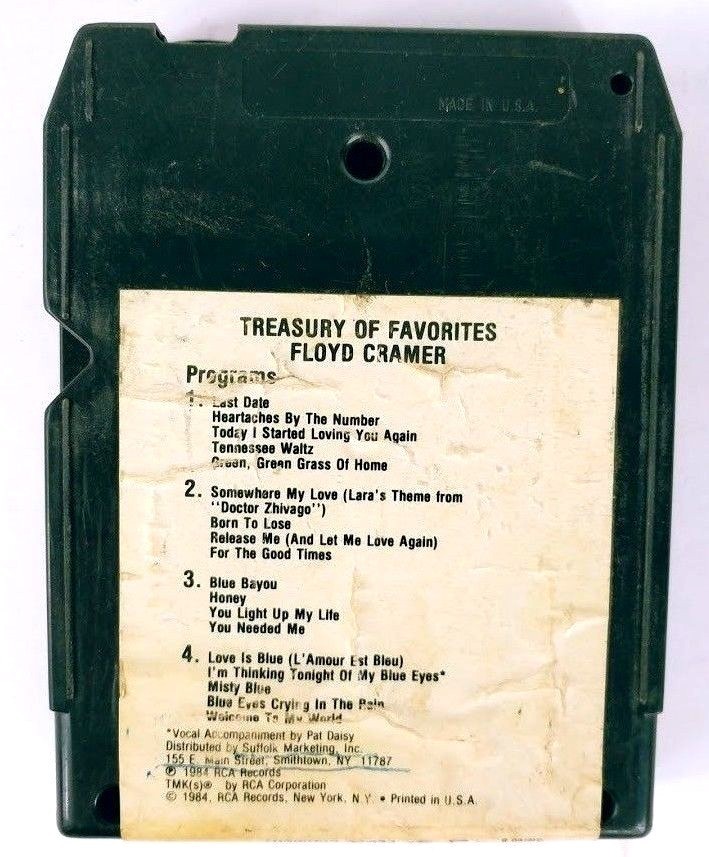 MADE IN U.S.A.
TREASURY OF FAVORITES
FLOYD CRAMER
Programs
1. Last Date
Heartaches By The Number
Today I Started Loving You Again
Tennessee Waltz
Green, Green Grass Of Home
2. Somewhere My Love (Lara's Theme from
"Doctor Zhivago")
Born To Lose
Release Me (And Let Me Love Again)
For The Good Times
3. Blue Bayou
Honey
You Light Up My Life
You Needed Me
4. Love Is Blue (L'Amour Est Bleu)
I'm Thinking Tonight Of My Blue Eyes*
Misty Blue
Blue Eyes Crying In The Rain
Welcome To My World
*Vocal Accompaniment by Pat Daisy
Distributed by Suffolk Marketing, Inc.
155 E. Main Street, Smithtown, NY 11787
℗ 1984 RCA Records
TMK(s)® by RCA Corporation
© 1984, RCA Records, New York, N.Y. • Printed in U.S.A.